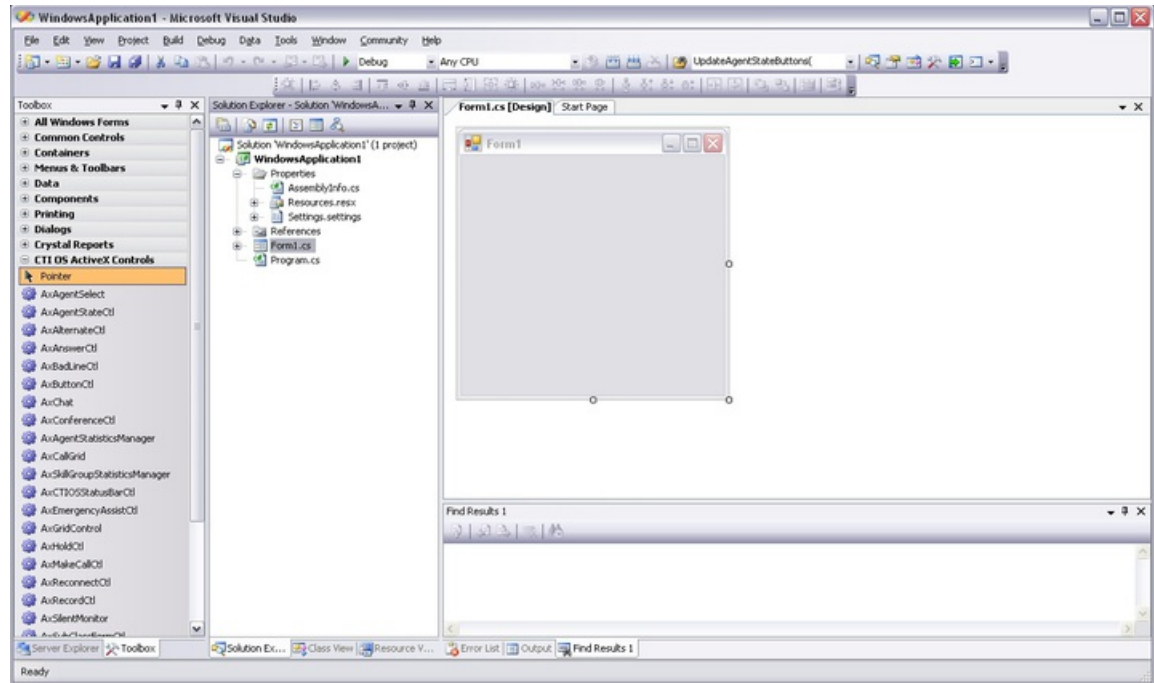 WindowsApplication1 - Microsoft Visual Studio
File Edit View Project Build Debug Data Tools Window Community Help
Debug Any CPU UpdateAgentStateButtons(
Toolbox
All Windows Forms
Common Controls
Containers
Menus & Toolbars
Data
Components
Printing
Dialogs
Crystal Reports
CTI OS ActiveX Controls
Pointer
AxAgentSelect
AxAgentStateCtl
AxAlternateCtl
AxAnswerCtl
AxBadLineCtl
AxButtonCtl
AxChat
AxConferenceCtl
AxAgentStatisticsManager
AxCallGrid
AxSkillGroupStatisticsManager
AxCTIOSStatusBarCtl
AxEmergencyAssistCtl
AxGridControl
AxHoldCtl
AxMakeCallCtl
AxReconnectCtl
AxRecordCtl
AxSilentMonitor
Server Explorer Toolbox
Solution Explorer - Solution 'WindowsA...
Solution 'WindowsApplication1' (1 project)
WindowsApplication1
Properties
AssemblyInfo.cs
Resources.resx
Settings.settings
References
Form1.cs
Program.cs
Solution Ex... Class View Resource V...
Form1.cs [Design] Start Page
Form1
Find Results 1
Error List Output Find Results 1
Ready